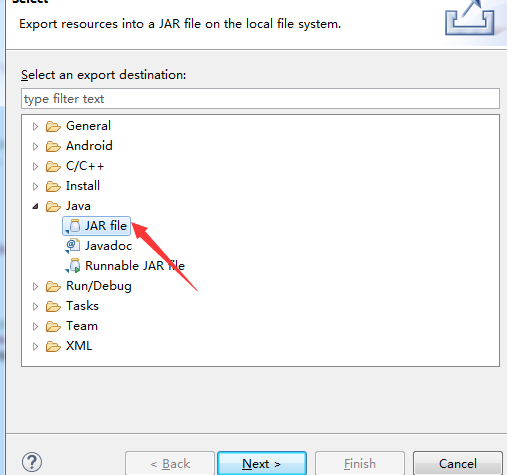 Select
Export resources into a JAR file on the local file system.
Select an export destination:
type filter text
General
Android
C/C++
Install
Java
JAR file
Javadoc
Runnable JAR file
Run/Debug
Tasks
Team
XML
?
< Back
Next >
Finish
Cancel